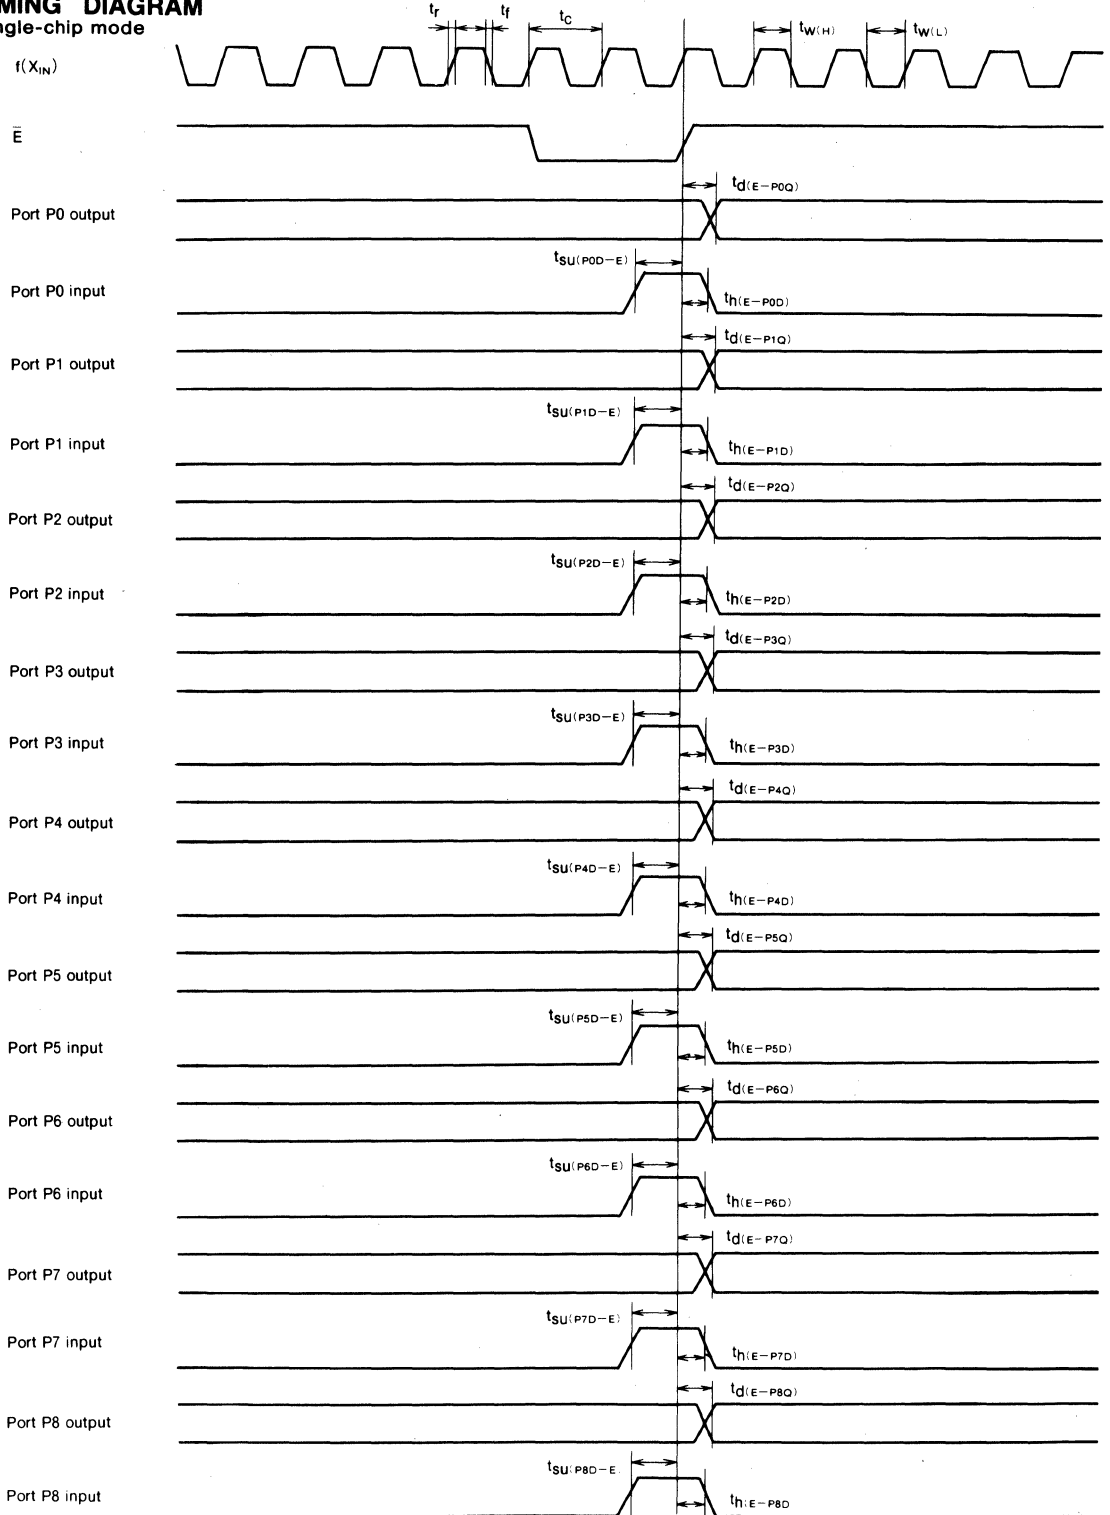 MING DIAGRAM
ngle-chip mode
tr tf tC tW(H) tW(L)
f(XIN)
E̅
td(E−P0Q)
Port P0 output
tsu(P0D−E)
Port P0 input
th(E−P0D)
td(E−P1Q)
Port P1 output
tsu(P1D−E)
Port P1 input
th(E−P1D)
td(E−P2Q)
Port P2 output
tsu(P2D−E)
Port P2 input
th(E−P2D)
td(E−P3Q)
Port P3 output
tsu(P3D−E)
Port P3 input
th(E−P3D)
td(E−P4Q)
Port P4 output
tsu(P4D−E)
Port P4 input
th(E−P4D)
td(E−P5Q)
Port P5 output
tsu(P5D−E)
Port P5 input
th(E−P5D)
td(E−P6Q)
Port P6 output
tsu(P6D−E)
Port P6 input
th(E−P6D)
td(E−P7Q)
Port P7 output
tsu(P7D−E)
Port P7 input
th(E−P7D)
td(E−P8Q)
Port P8 output
tsu(P8D−E
Port P8 input
th(E−P8D